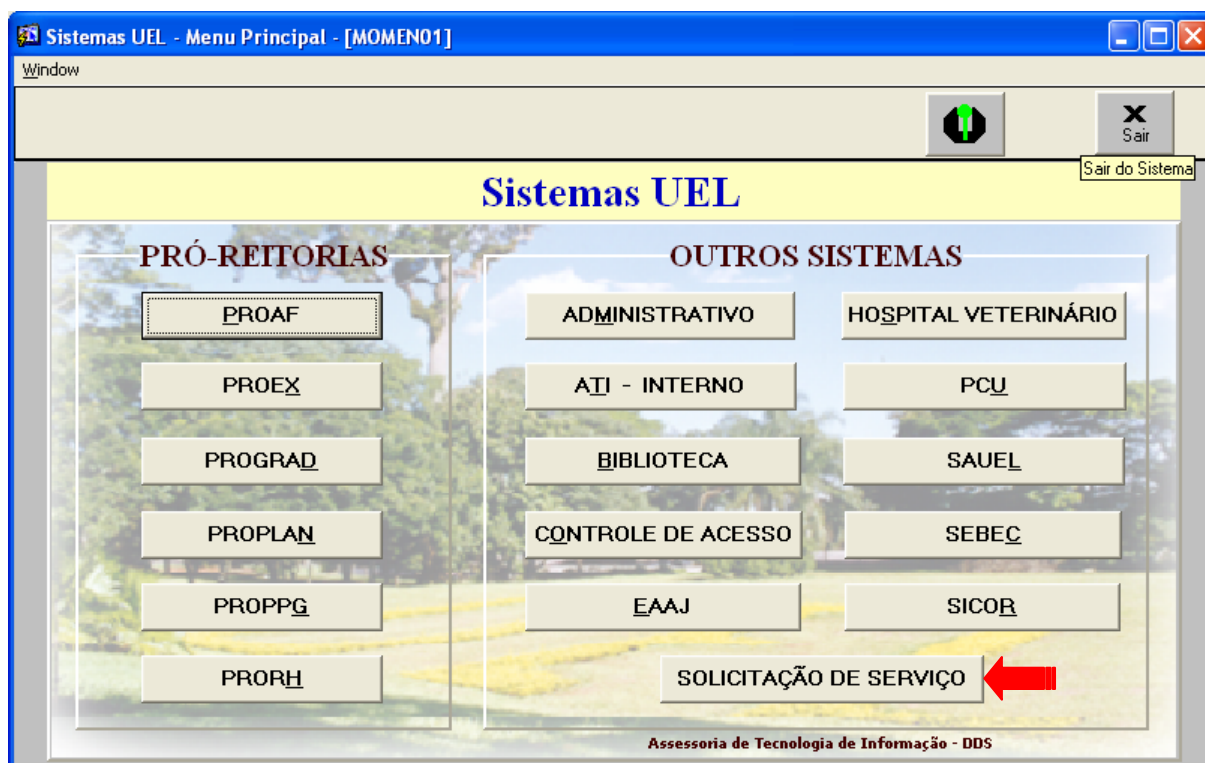 Sistemas UEL - Menu Principal - [MOMEN01]
Window
X
Sair
Sair do Sistema
Sistemas UEL
PRÓ-REITORIAS
PROAF
PROEX
PROGRAD
PROPLAN
PROPPG
PRORH
OUTROS SISTEMAS
ADMINISTRATIVO
HOSPITAL VETERINÁRIO
ATI - INTERNO
PCU
BIBLIOTECA
SAUEL
CONTROLE DE ACESSO
SEBEC
EAAJ
SICOR
SOLICITAÇÃO DE SERVIÇO
Assessoria de Tecnologia de Informação - DDS